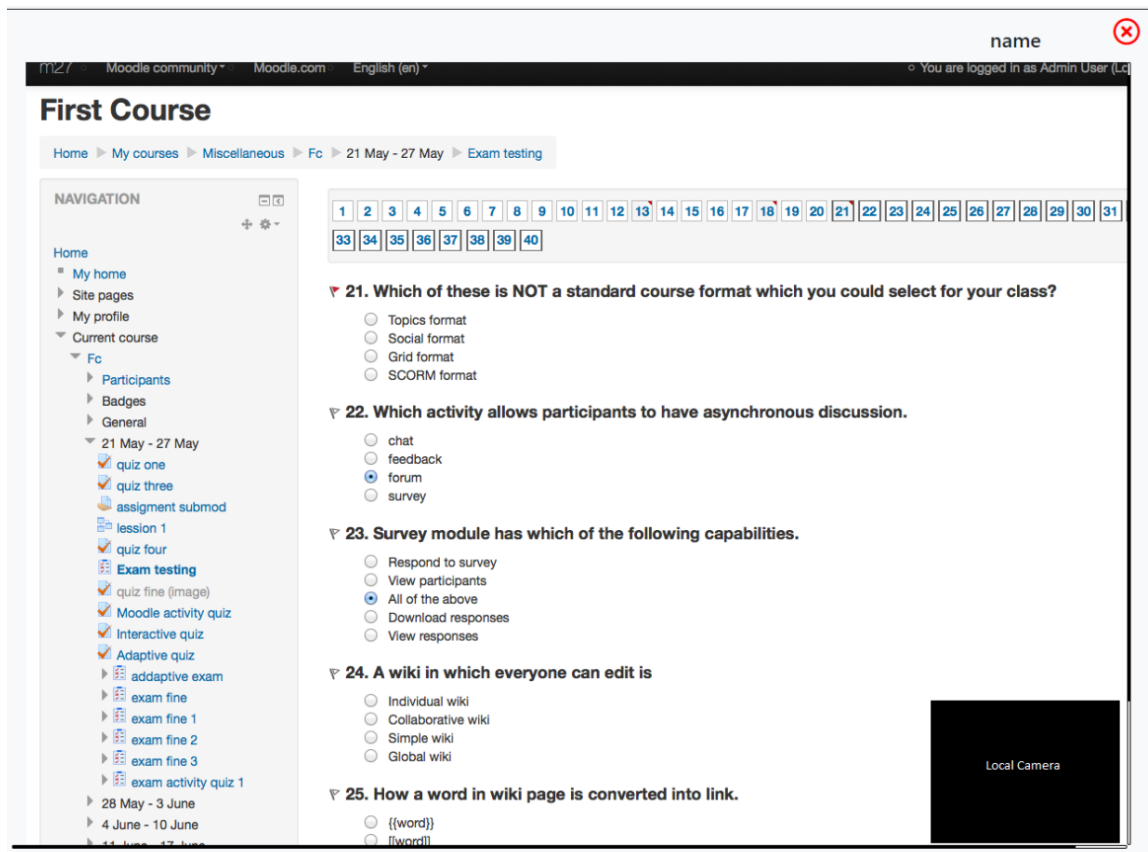 name
m27 Moodle community Moodle.com English (en) You are logged in as Admin User (Lo
First Course
Home My courses Miscellaneous Fc 21 May - 27 May Exam testing
NAVIGATION
Home
My home
Site pages
My profile
Current course
Fc
Participants
Badges
General
21 May - 27 May
quiz one
quiz three
assigment submod
lession 1
quiz four
Exam testing
quiz fine (image)
Moodle activity quiz
Interactive quiz
Adaptive quiz
addaptive exam
exam fine
exam fine 1
exam fine 2
exam fine 3
exam activity quiz 1
28 May - 3 June
4 June - 10 June
11 June - 17 June
1 2 3 4 5 6 7 8 9 10 11 12 13 14 15 16 17 18 19 20 21 22 23 24 25 26 27 28 29 30 31
33 34 35 36 37 38 39 40
21. Which of these is NOT a standard course format which you could select for your class?
Topics format
Social format
Grid format
SCORM format
22. Which activity allows participants to have asynchronous discussion.
chat
feedback
forum
survey
23. Survey module has which of the following capabilities.
Respond to survey
View participants
All of the above
Download responses
View responses
24. A wiki in which everyone can edit is
Individual wiki
Collaborative wiki
Simple wiki
Global wiki
25. How a word in wiki page is converted into link.
{{word}}
[[word]]
Local Camera